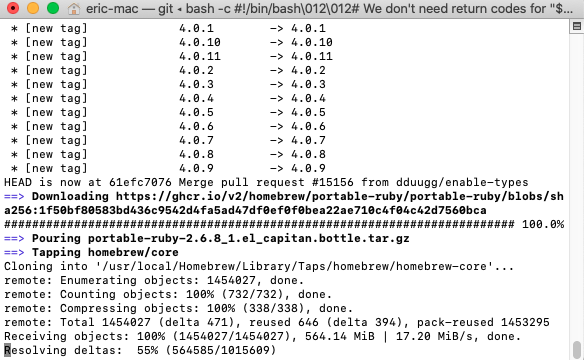 eric-mac — git ◂ bash -c #!/bin/bash\012\012# We don't need return codes for "$...
* [new tag] 4.0.1 -> 4.0.1
* [new tag] 4.0.10 -> 4.0.10
* [new tag] 4.0.11 -> 4.0.11
* [new tag] 4.0.2 -> 4.0.2
* [new tag] 4.0.3 -> 4.0.3
* [new tag] 4.0.4 -> 4.0.4
* [new tag] 4.0.5 -> 4.0.5
* [new tag] 4.0.6 -> 4.0.6
* [new tag] 4.0.7 -> 4.0.7
* [new tag] 4.0.8 -> 4.0.8
* [new tag] 4.0.9 -> 4.0.9
HEAD is now at 61efc7076 Merge pull request #15156 from dduugg/enable-types
==> Downloading https://ghcr.io/v2/homebrew/portable-ruby/portable-ruby/blobs/sh
a256:1f50bf80583bd436c9542d4fa5ad47df0ef0f0bea22ae710c4f04c42d7560bca
######################################################################## 100.0%
==> Pouring portable-ruby-2.6.8_1.el_capitan.bottle.tar.gz
==> Tapping homebrew/core
Cloning into '/usr/local/Homebrew/Library/Taps/homebrew/homebrew-core'...
remote: Enumerating objects: 1454027, done.
remote: Counting objects: 100% (732/732), done.
remote: Compressing objects: 100% (338/338), done.
remote: Total 1454027 (delta 471), reused 646 (delta 394), pack-reused 1453295
Receiving objects: 100% (1454027/1454027), 564.14 MiB | 17.20 MiB/s, done.
Resolving deltas: 55% (564585/1015609)